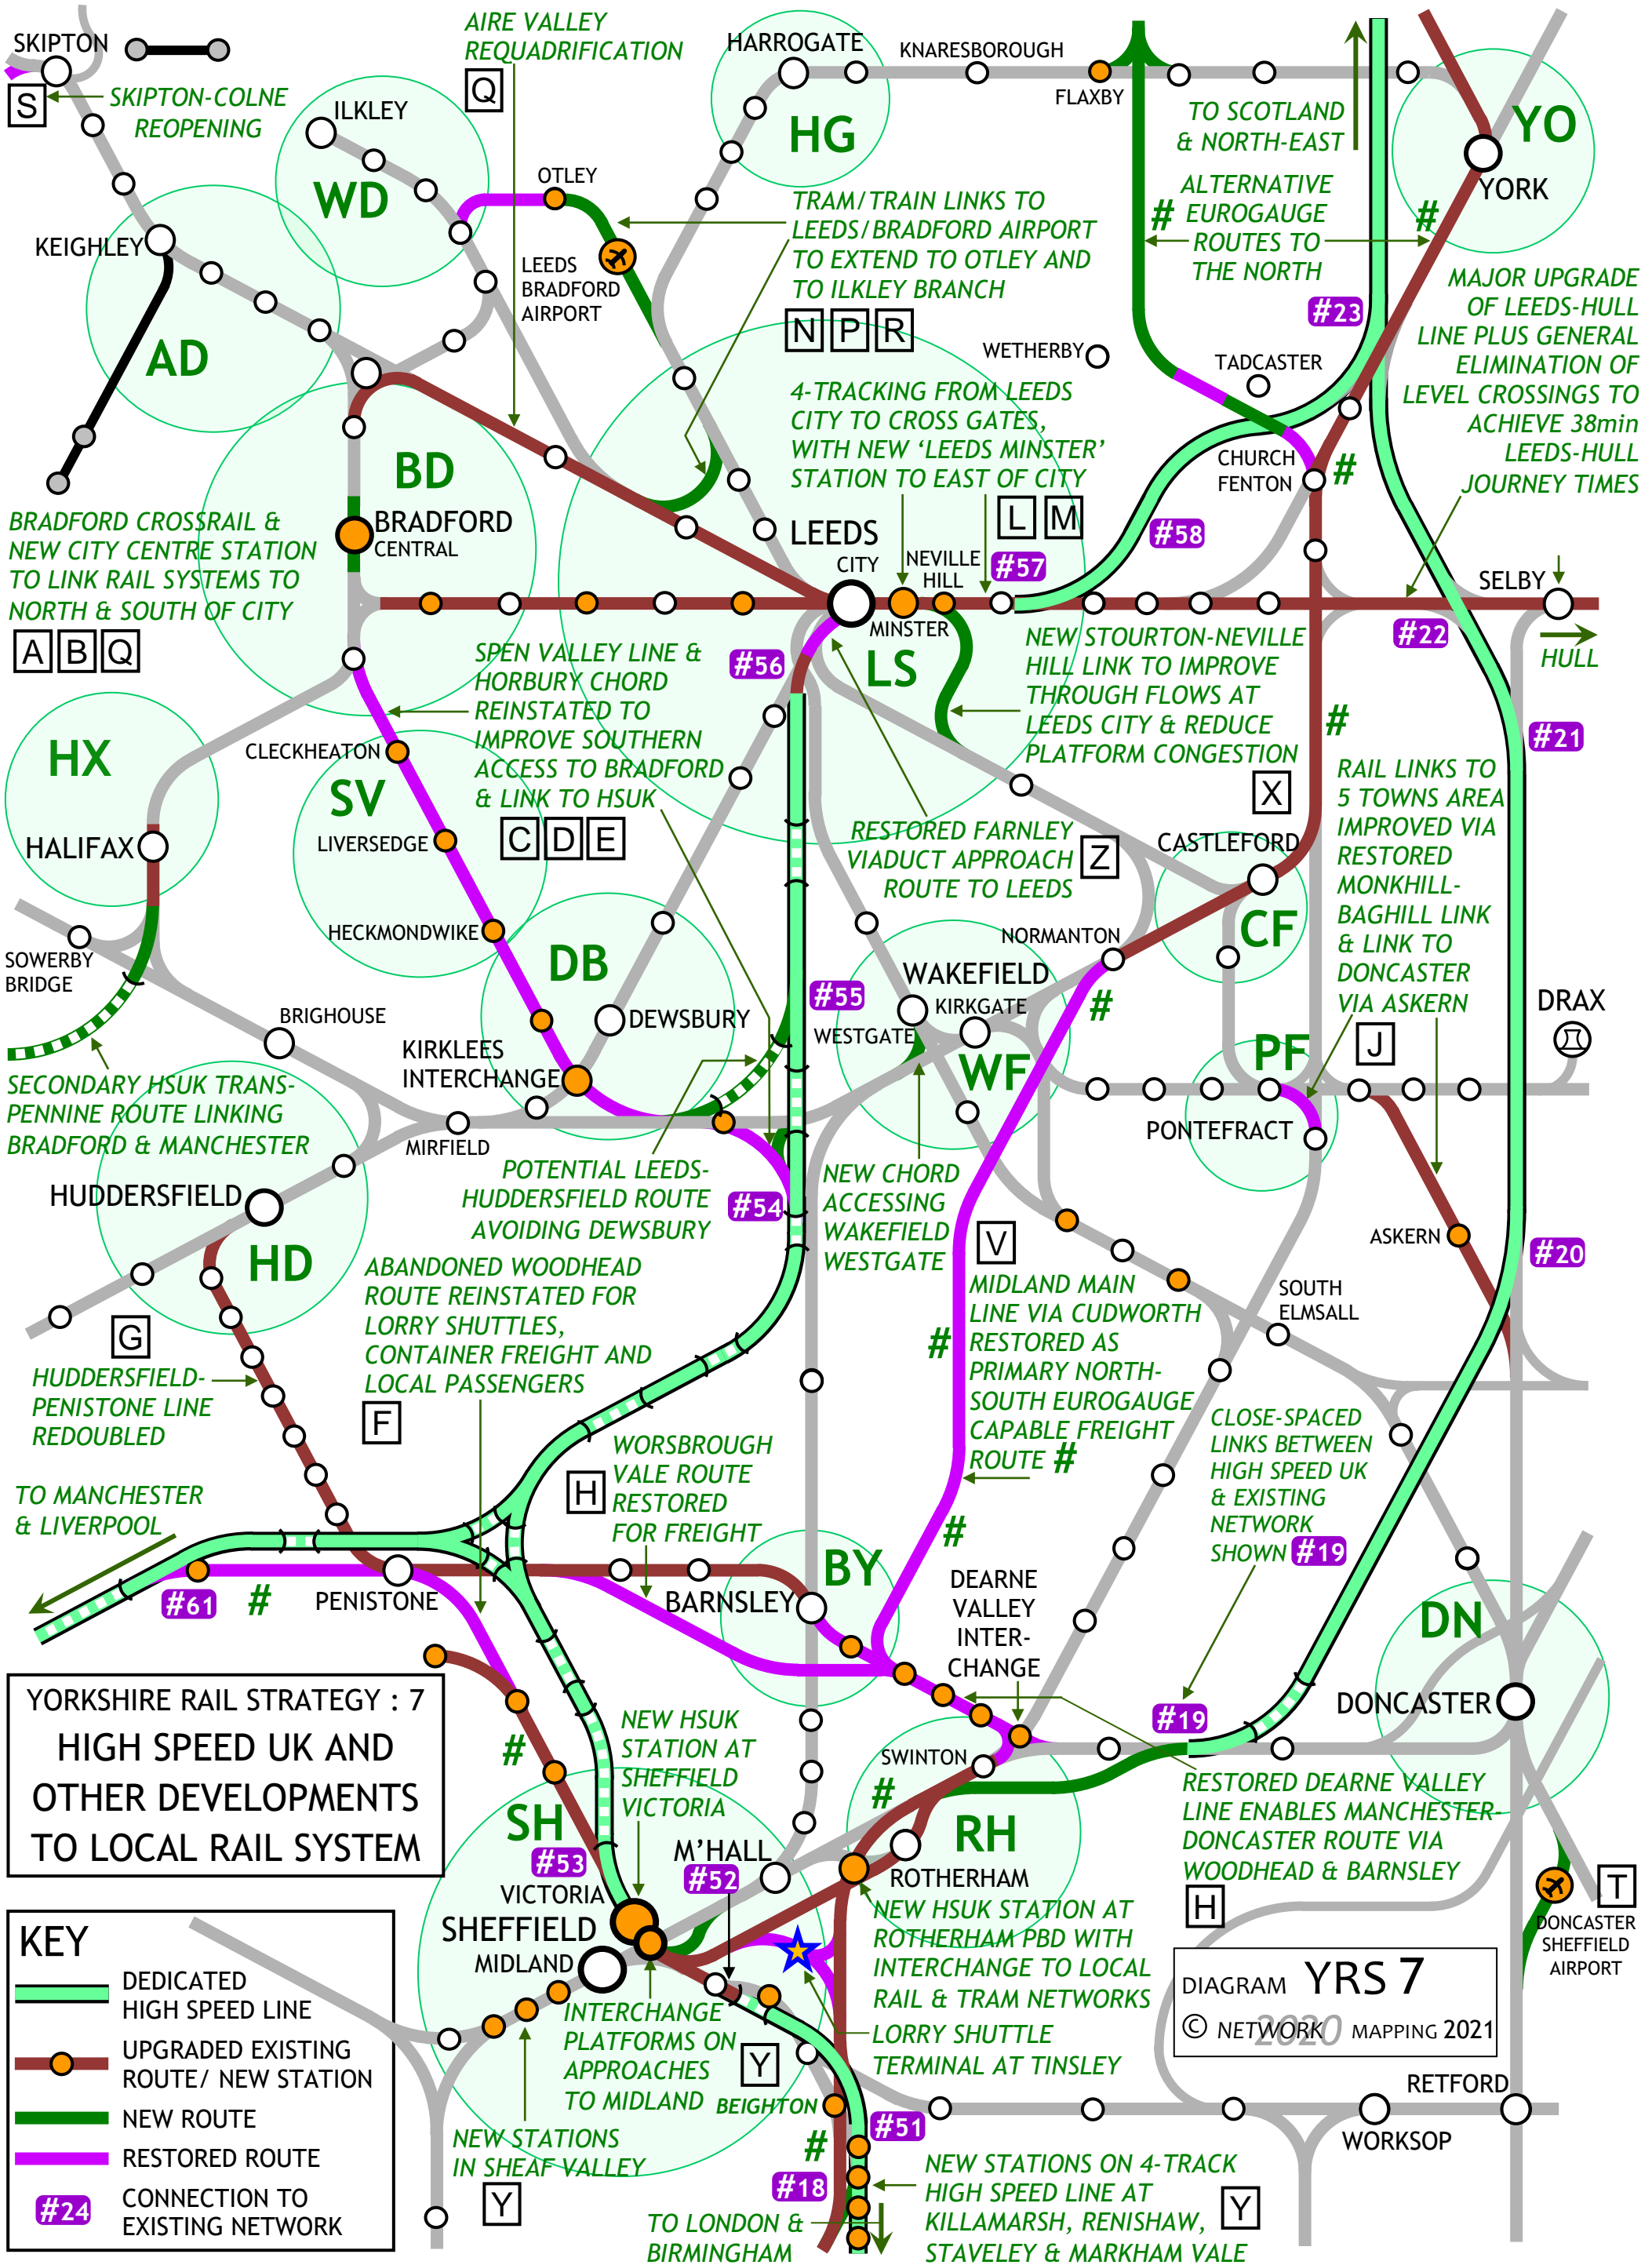 SKIPTON
S
SKIPTON-COLNE
REOPENING
AIRE VALLEY
REQUADRIFICATION
Q
HARROGATE
KNARESBOROUGH
FLAXBY
HG
TO SCOTLAND
& NORTH-EAST
YO
YORK
ILKLEY
WD
OTLEY
KEIGHLEY
LEEDS
BRADFORD
AIRPORT
TRAM/TRAIN LINKS TO
LEEDS/BRADFORD AIRPORT
TO EXTEND TO OTLEY AND
TO ILKLEY BRANCH
N P R
ALTERNATIVE
EUROGAUGE
ROUTES TO
THE NORTH
#
#
#23
MAJOR UPGRADE
OF LEEDS-HULL
LINE PLUS GENERAL
ELIMINATION OF
LEVEL CROSSINGS TO
ACHIEVE 38min
LEEDS-HULL
JOURNEY TIMES
AD
WETHERBY
TADCASTER
4-TRACKING FROM LEEDS
CITY TO CROSS GATES,
WITH NEW ‘LEEDS MINSTER’
STATION TO EAST OF CITY
L M
CHURCH
FENTON
#
BD
BRADFORD
CENTRAL
BRADFORD CROSSRAIL &
NEW CITY CENTRE STATION
TO LINK RAIL SYSTEMS TO
NORTH & SOUTH OF CITY
A B Q
LEEDS
CITY
NEVILLE
HILL
#57
#58
MINSTER
LS
SELBY
#22
HULL
SPEN VALLEY LINE &
HORBURY CHORD
REINSTATED TO
IMPROVE SOUTHERN
ACCESS TO BRADFORD
& LINK TO HSUK
C D E
#56
NEW STOURTON-NEVILLE
HILL LINK TO IMPROVE
THROUGH FLOWS AT
LEEDS CITY & REDUCE
PLATFORM CONGESTION
#
#21
HX
CLECKHEATON
SV
LIVERSEDGE
HALIFAX
HECKMONDWIKE
X
RAIL LINKS TO
5 TOWNS AREA
IMPROVED VIA
RESTORED
MONKHILL-
BAGHILL LINK
& LINK TO
DONCASTER
VIA ASKERN
J
RESTORED FARNLEY
VIADUCT APPROACH
ROUTE TO LEEDS
Z
CASTLEFORD
CF
NORMANTON
SOWERBY
BRIDGE
DB
DEWSBURY
#55
WAKEFIELD
KIRKGATE
WESTGATE
WF
#
DRAX
BRIGHOUSE
KIRKLEES
INTERCHANGE
PF
PONTEFRACT
SECONDARY HSUK TRANS-
PENNINE ROUTE LINKING
BRADFORD & MANCHESTER
MIRFIELD
HUDDERSFIELD
HD
POTENTIAL LEEDS-
HUDDERSFIELD ROUTE
AVOIDING DEWSBURY
#54
NEW CHORD
ACCESSING
WAKEFIELD
WESTGATE
V
ASKERN
#20
G
HUDDERSFIELD-
PENISTONE LINE
REDOUBLED
ABANDONED WOODHEAD
ROUTE REINSTATED FOR
LORRY SHUTTLES,
CONTAINER FREIGHT AND
LOCAL PASSENGERS
F
#
MIDLAND MAIN
LINE VIA CUDWORTH
RESTORED AS
PRIMARY NORTH-
SOUTH EUROGAUGE
CAPABLE FREIGHT
ROUTE #
SOUTH
ELMSALL
CLOSE-SPACED
LINKS BETWEEN
HIGH SPEED UK
& EXISTING
NETWORK
SHOWN #19
TO MANCHESTER
& LIVERPOOL
H
WORSBROUGH
VALE ROUTE
RESTORED
FOR FREIGHT
#
#61
#
PENISTONE
BARNSLEY
BY
DEARNE
VALLEY
INTER-
CHANGE
DN
DONCASTER
YORKSHIRE RAIL STRATEGY : 7
HIGH SPEED UK AND
OTHER DEVELOPMENTS
TO LOCAL RAIL SYSTEM
#
NEW HSUK
STATION AT
SHEFFIELD
VICTORIA
#19
SWINTON
#
RESTORED DEARNE VALLEY
LINE ENABLES MANCHESTER-
DONCASTER ROUTE VIA
WOODHEAD & BARNSLEY
H
SH
#53
M’HALL
#52
RH
ROTHERHAM
VICTORIA
SHEFFIELD
MIDLAND
NEW HSUK STATION AT
ROTHERHAM PBD WITH
INTERCHANGE TO LOCAL
RAIL & TRAM NETWORKS
T
DONCASTER
SHEFFIELD
AIRPORT
KEY
DEDICATED
HIGH SPEED LINE
UPGRADED EXISTING
ROUTE/ NEW STATION
NEW ROUTE
RESTORED ROUTE
#24 CONNECTION TO
EXISTING NETWORK
INTERCHANGE
PLATFORMS ON
APPROACHES
TO MIDLAND
Y
LORRY SHUTTLE
TERMINAL AT TINSLEY
DIAGRAM YRS 7
© NETWORK 2020 MAPPING 2021
BEIGHTON
#51
RETFORD
WORKSOP
NEW STATIONS
IN SHEAF VALLEY
Y
#
#18
NEW STATIONS ON 4-TRACK
HIGH SPEED LINE AT
KILLAMARSH, RENISHAW,
STAVELEY & MARKHAM VALE
Y
TO LONDON &
BIRMINGHAM